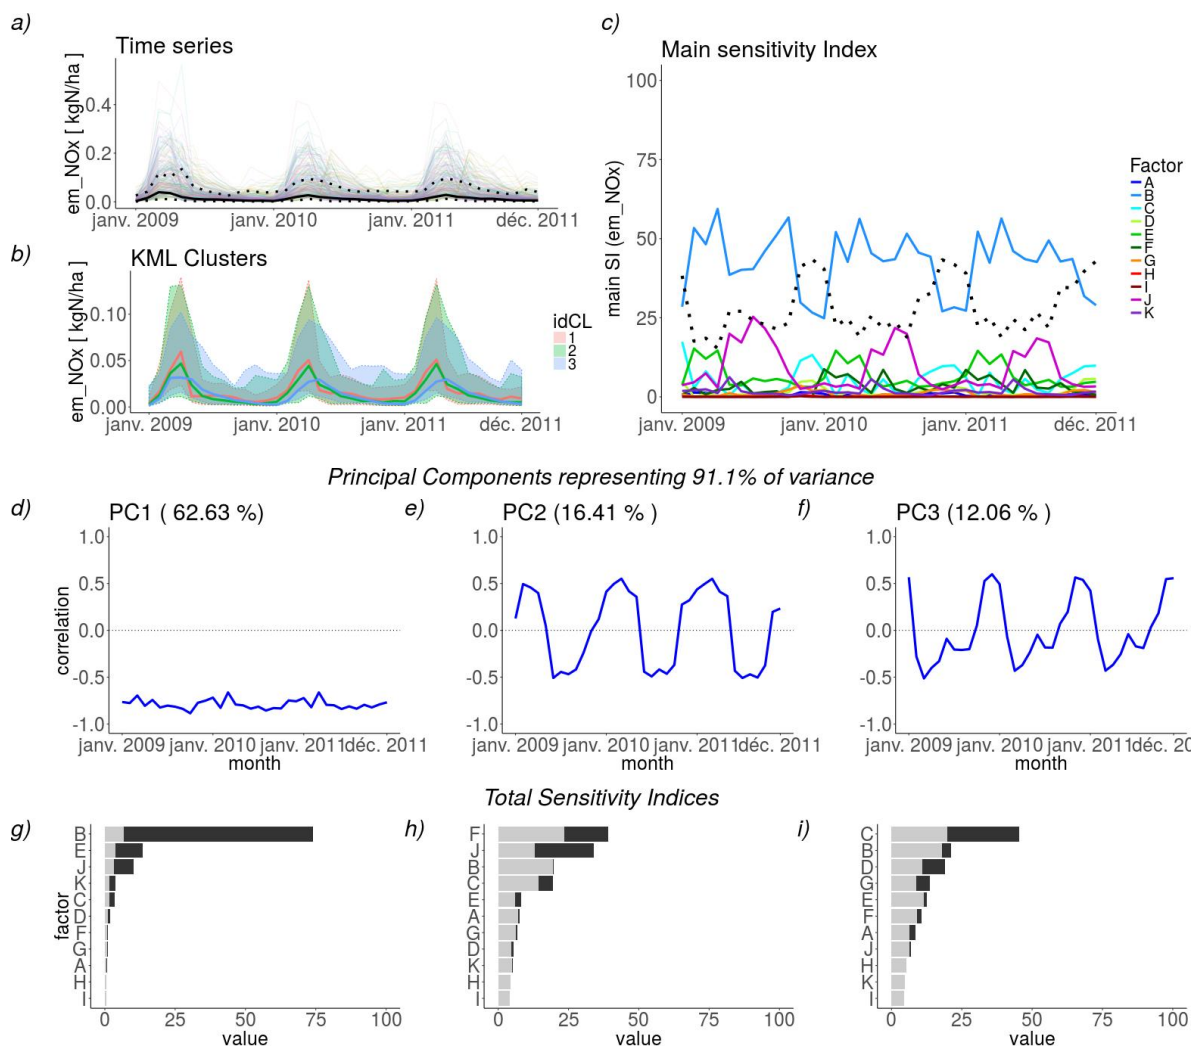 a)
Time series
em_NOx [ kgN/ha ]
0.4
0.2
0.0
janv. 2009 janv. 2010 janv. 2011 déc. 2011
b)
KML Clusters
em_NOx [ kgN/ha ]
0.10
0.05
0.00
janv. 2009 janv. 2010 janv. 2011 déc. 2011
idCL
1
2
3
c)
Main sensitivity Index
main SI (em_NOx)
100
75
50
25
0
janv. 2009 janv. 2010 janv. 2011 déc. 2011
Factor
A
B
C
D
E
F
G
H
I
J
K
Principal Components representing 91.1% of variance
d)
PC1 ( 62.63 %)
correlation
1.0
0.5
0.0
-0.5
-1.0
janv. 2009 janv. 2010 janv. 2011 déc. 2011
month
e)
PC2 (16.41 % )
1.0
0.5
0.0
-0.5
-1.0
janv. 2009 janv. 2010 janv. 2011 déc. 2011
month
f)
PC3 (12.06 % )
1.0
0.5
0.0
-0.5
-1.0
janv. 2009 janv. 2010 janv. 2011 déc. 20
month
Total Sensitivity Indices
g)
factor
B
E
J
K
C
D
F
G
A
H
I
0 25 50 75 100
value
h)
F
J
B
C
E
A
G
D
K
H
I
0 25 50 75 100
value
i)
C
B
D
G
E
F
A
J
H
K
I
0 25 50 75 100
value